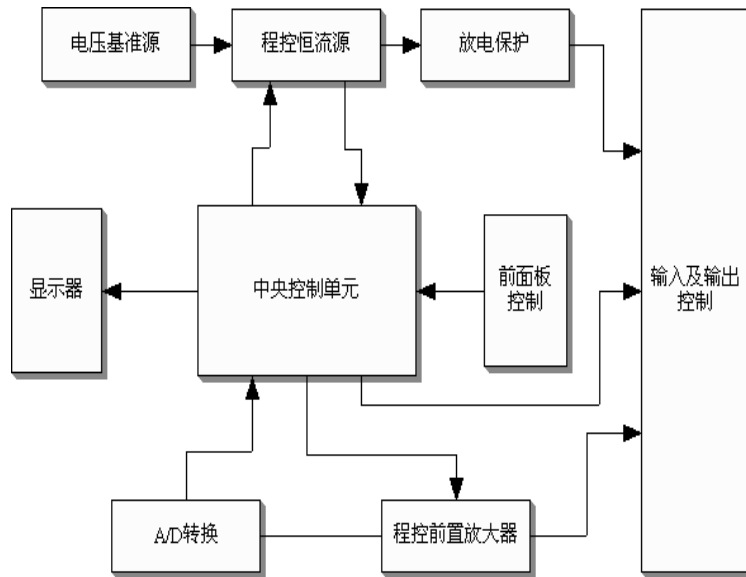 电压基准源
程控恒流源
放电保护
显示器
中央控制单元
前面板
控制
输入及输出
控制
A/D转换
程控前置放大器